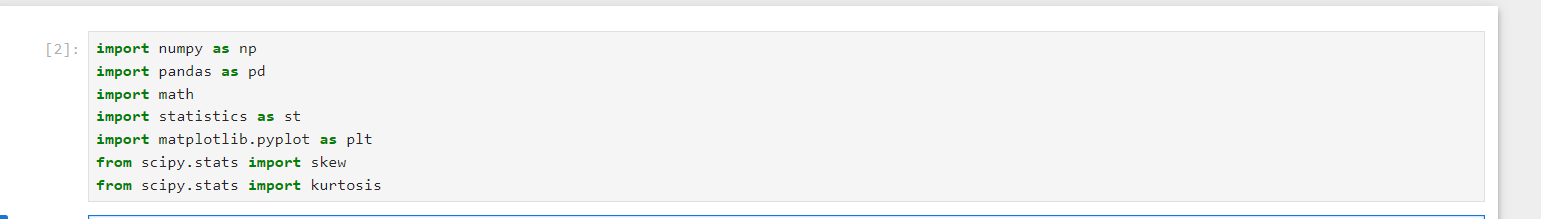 [2]:
import numpy as np
import pandas as pd
import math
import statistics as st
import matplotlib.pyplot as plt
from scipy.stats import skew
from scipy.stats import kurtosis